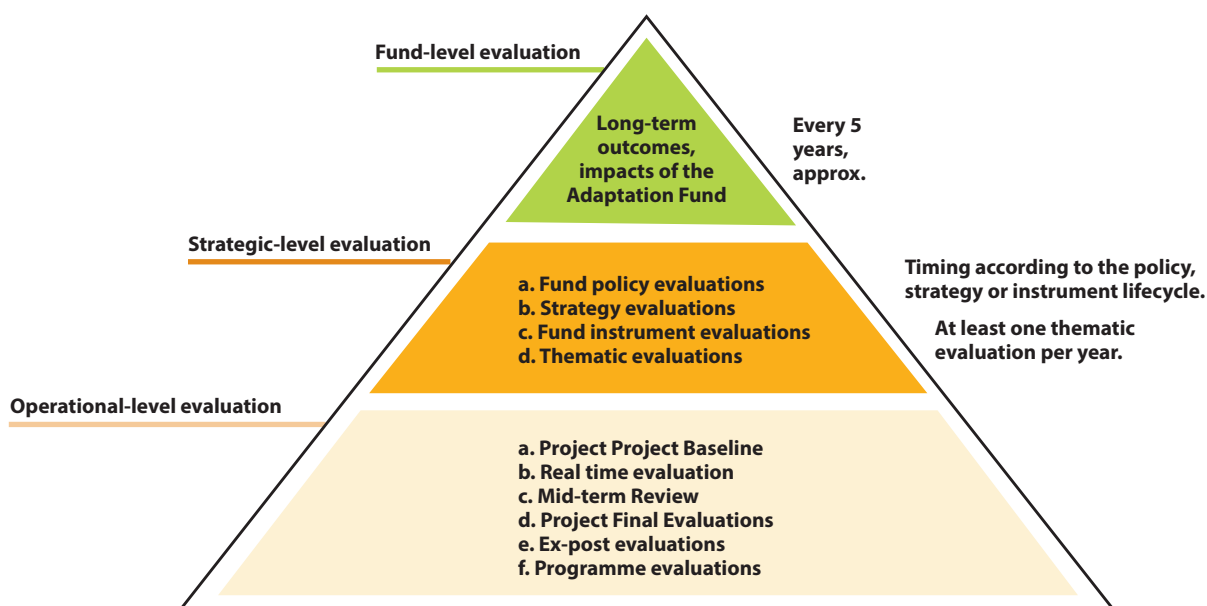 Fund-level evaluation
Long-term
outcomes,
impacts of the
Adaptation Fund
Every 5
years,
approx.
Strategic-level evaluation
a. Fund policy evaluations
b. Strategy evaluations
c. Fund instrument evaluations
d. Thematic evaluations
Timing according to the policy,
strategy or instrument lifecycle.
At least one thematic
evaluation per year.
Operational-level evaluation
a. Project Project Baseline
b. Real time evaluation
c. Mid-term Review
d. Project Final Evaluations
e. Ex-post evaluations
f. Programme evaluations